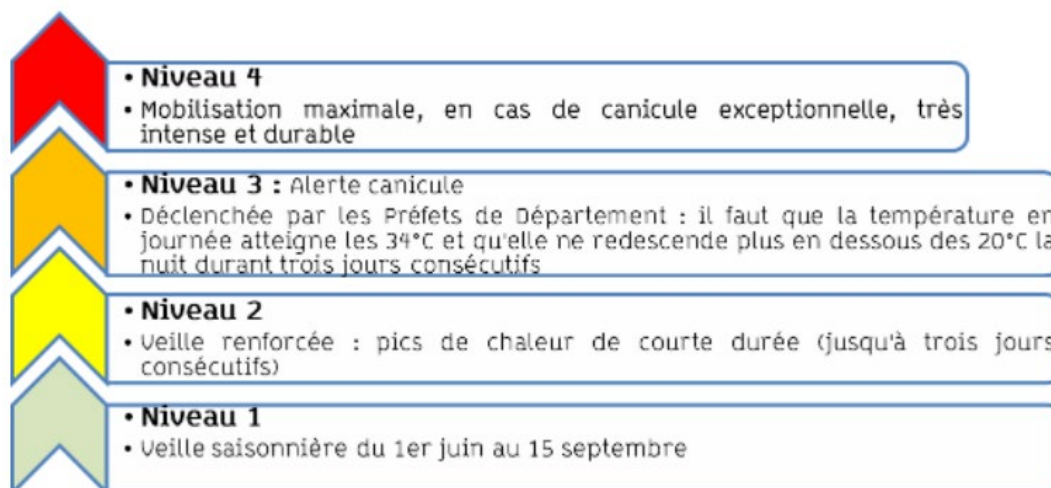 • Niveau 4
• Mobilisation maximale, en cas de canicule exceptionnelle, très
intense et durable
• Niveau 3 : Alerte canicule
• Déclenchée par les Préfets de Département : il faut que la température en
journée atteigne les 34°C et qu'elle ne redescende plus en dessous des 20°C la
nuit durant trois jours consécutifs
• Niveau 2
• Veille renforcée : pics de chaleur de courte durée (jusqu'à trois jours
consécutifs)
• Niveau 1
• Veille saisonnière du 1er juin au 15 septembre